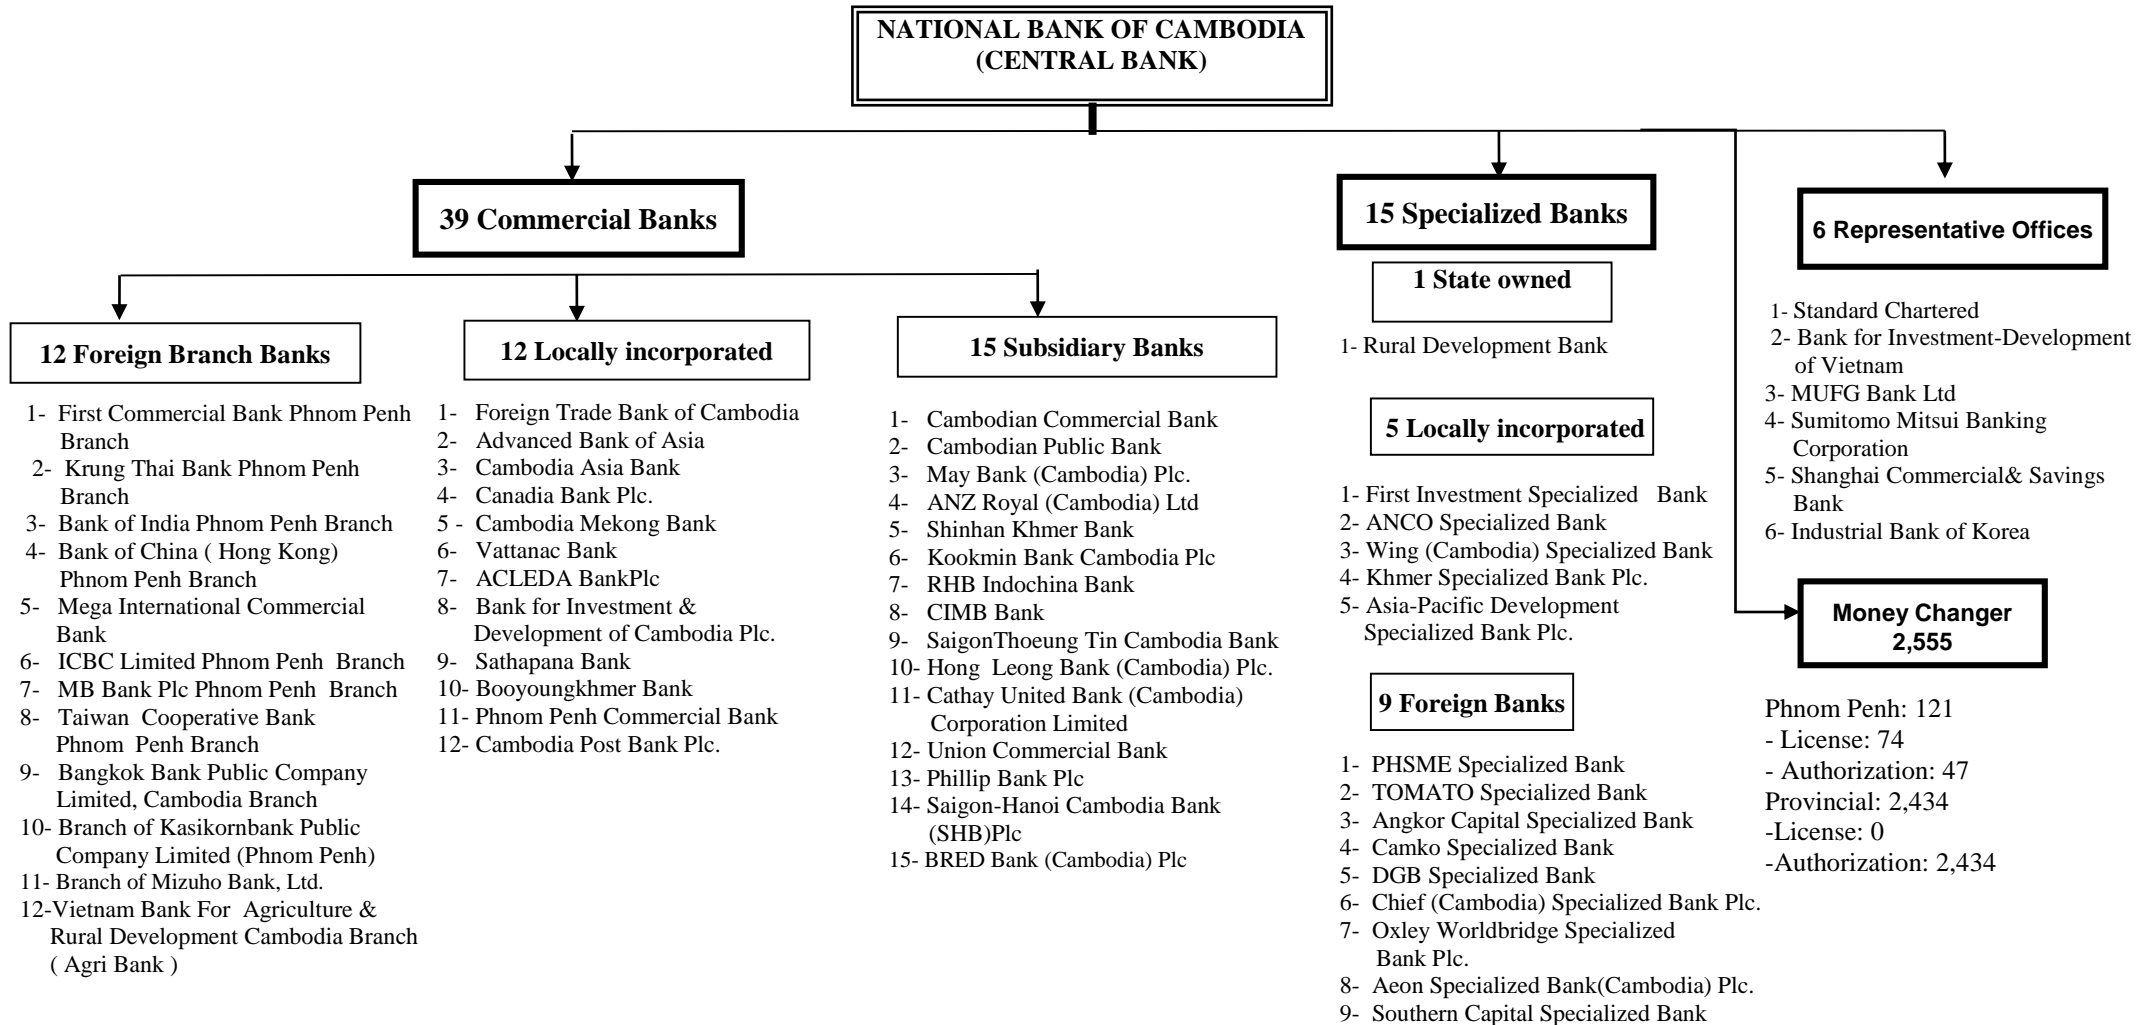 NATIONAL BANK OF CAMBODIA
(CENTRAL BANK)
39 Commercial Banks
15 Specialized Banks
6 Representative Offices
12 Foreign Branch Banks
1- First Commercial Bank Phnom Penh
Branch
2- Krung Thai Bank Phnom Penh
Branch
3- Bank of India Phnom Penh Branch
4- Bank of China ( Hong Kong)
Phnom Penh Branch
5- Mega International Commercial
Bank
6- ICBC Limited Phnom Penh Branch
7- MB Bank Plc Phnom Penh Branch
8- Taiwan Cooperative Bank
Phnom Penh Branch
9- Bangkok Bank Public Company
Limited, Cambodia Branch
10- Branch of Kasikornbank Public
Company Limited (Phnom Penh)
11- Branch of Mizuho Bank, Ltd.
12-Vietnam Bank For Agriculture &
Rural Development Cambodia Branch
( Agri Bank )
12 Locally incorporated
1- Foreign Trade Bank of Cambodia
2- Advanced Bank of Asia
3- Cambodia Asia Bank
4- Canadia Bank Plc.
5 - Cambodia Mekong Bank
6- Vattanac Bank
7- ACLEDA BankPlc
8- Bank for Investment &
Development of Cambodia Plc.
9- Sathapana Bank
10- Booyoungkhmer Bank
11- Phnom Penh Commercial Bank
12- Cambodia Post Bank Plc.
15 Subsidiary Banks
1- Cambodian Commercial Bank
2- Cambodian Public Bank
3- May Bank (Cambodia) Plc.
4- ANZ Royal (Cambodia) Ltd
5- Shinhan Khmer Bank
6- Kookmin Bank Cambodia Plc
7- RHB Indochina Bank
8- CIMB Bank
9- SaigonThoeung Tin Cambodia Bank
10- Hong Leong Bank (Cambodia) Plc.
11- Cathay United Bank (Cambodia)
Corporation Limited
12- Union Commercial Bank
13- Phillip Bank Plc
14- Saigon-Hanoi Cambodia Bank
(SHB)Plc
15- BRED Bank (Cambodia) Plc
1 State owned
1- Rural Development Bank
5 Locally incorporated
1- First Investment Specialized Bank
2- ANCO Specialized Bank
3- Wing (Cambodia) Specialized Bank
4- Khmer Specialized Bank Plc.
5- Asia-Pacific Development
Specialized Bank Plc.
9 Foreign Banks
1- PHSME Specialized Bank
2- TOMATO Specialized Bank
3- Angkor Capital Specialized Bank
4- Camko Specialized Bank
5- DGB Specialized Bank
6- Chief (Cambodia) Specialized Bank Plc.
7- Oxley Worldbridge Specialized
Bank Plc.
8- Aeon Specialized Bank(Cambodia) Plc.
9- Southern Capital Specialized Bank
1- Standard Chartered
2- Bank for Investment-Development
of Vietnam
3- MUFG Bank Ltd
4- Sumitomo Mitsui Banking
Corporation
5- Shanghai Commercial& Savings
Bank
6- Industrial Bank of Korea
Money Changer
2,555
Phnom Penh: 121
- License: 74
- Authorization: 47
Provincial: 2,434
-License: 0
-Authorization: 2,434